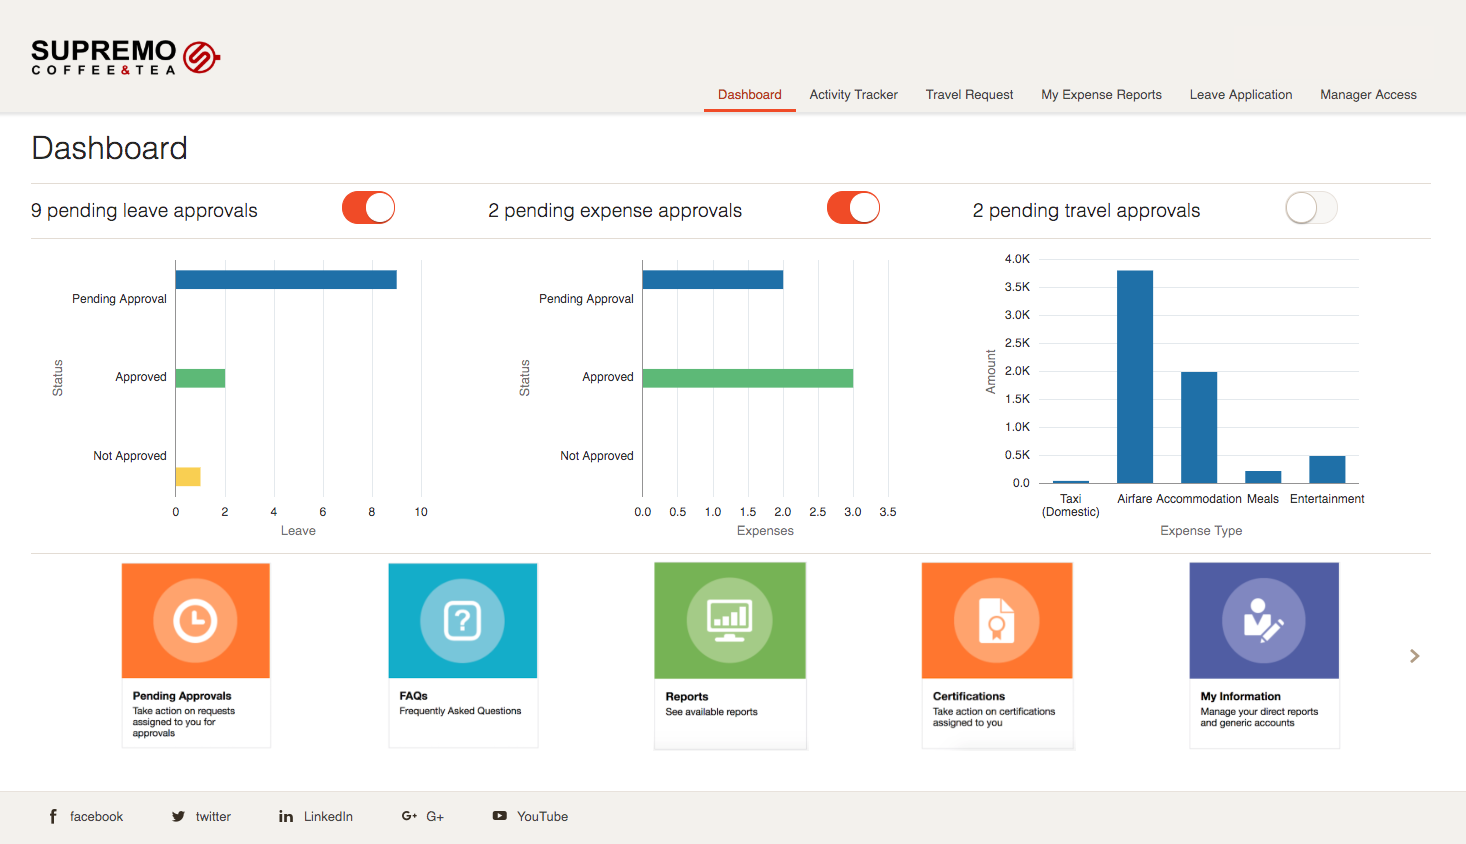 SUPREMO
COFFEE&TEA
Dashboard Activity Tracker Travel Request My Expense Reports Leave Application Manager Access
Dashboard
9 pending leave approvals
2 pending expense approvals
2 pending travel approvals
Status
Pending Approval
Approved
Not Approved
0 2 4 6 8 10
Leave
Status
Pending Approval
Approved
Not Approved
0.0 0.5 1.0 1.5 2.0 2.5 3.0 3.5
Expenses
Amount
4.0K
3.5K
3.0K
2.5K
2.0K
1.5K
1.0K
0.5K
0.0
Taxi
(Domestic)
Airfare Accommodation Meals Entertainment
Expense Type
Pending Approvals
Take action on requests
assigned to you for
approvals
?
FAQs
Frequently Asked Questions
Reports
See available reports
Certifications
Take action on certifications
assigned to you
My Information
Manage your direct reports
and generic accounts
f facebook
twitter
in LinkedIn
G+ G+
YouTube